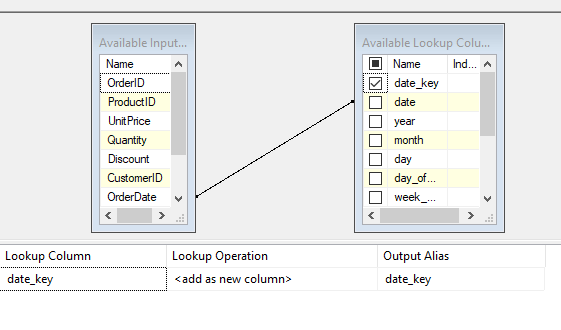 Available Input...
Name
OrderID
ProductID
UnitPrice
Quantity
Discount
CustomerID
OrderDate
Available Lookup Colu...
Name Ind...
date_key
date
year
month
day
day_of...
week_...
Lookup Column Lookup Operation Output Alias
date_key <add as new column> date_key